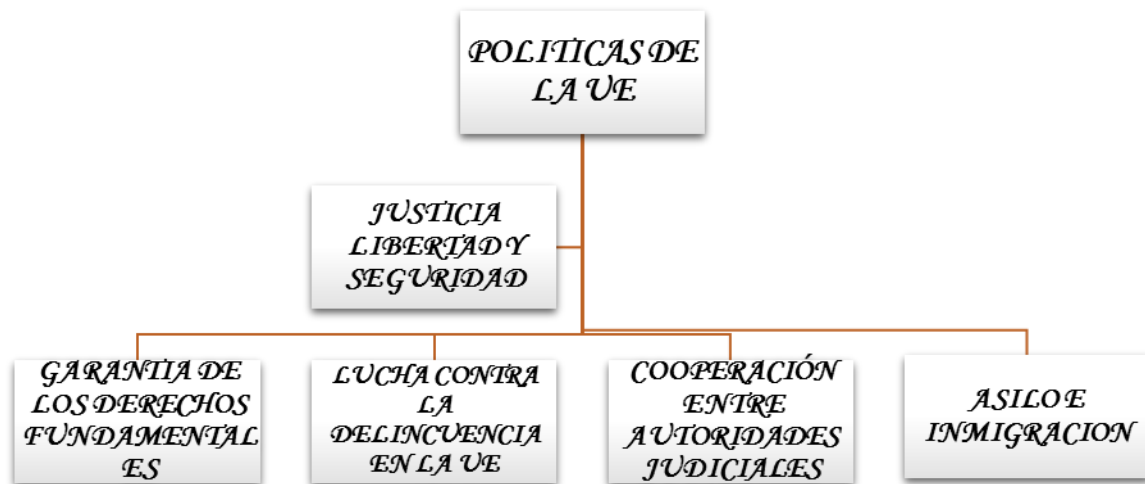 POLITICAS DE
LA UE
JUSTICIA
LIBERTAD Y
SEGURIDAD
GARANTIA DE
LOS DERECHOS
FUNDAMENTAL
ES
LUCHA CONTRA
LA
DELINCUENCIA
EN LA UE
COOPERACIÓN
ENTRE
AUTORIDADES
JUDICIALES
ASILO E
INMIGRACION